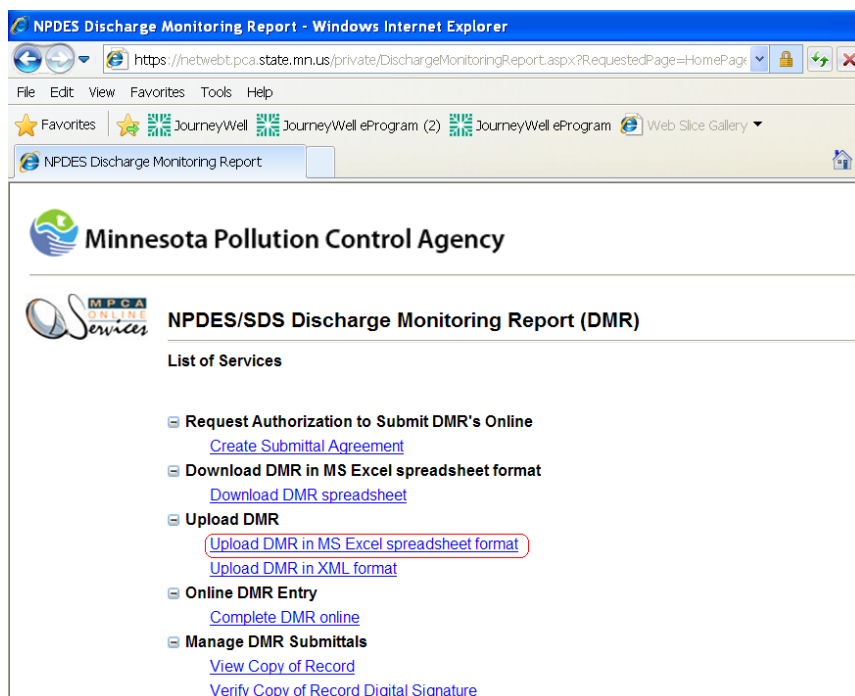 NPDES Discharge Monitoring Report - Windows Internet Explorer
https://netwebt.pca.state.mn.us/private/DischargeMonitoringReport.aspx?RequestedPage=HomePage
File Edit View Favorites Tools Help
Favorites JourneyWell JourneyWell eProgram (2) JourneyWell eProgram Web Slice Gallery
NPDES Discharge Monitoring Report
Minnesota Pollution Control Agency
MPCA
ONLINE
Services
NPDES/SDS Discharge Monitoring Report (DMR)
List of Services
Request Authorization to Submit DMR's Online
Create Submittal Agreement
Download DMR in MS Excel spreadsheet format
Download DMR spreadsheet
Upload DMR
Upload DMR in MS Excel spreadsheet format
Upload DMR in XML format
Online DMR Entry
Complete DMR online
Manage DMR Submittals
View Copy of Record
Verify Copy of Record Digital Signature